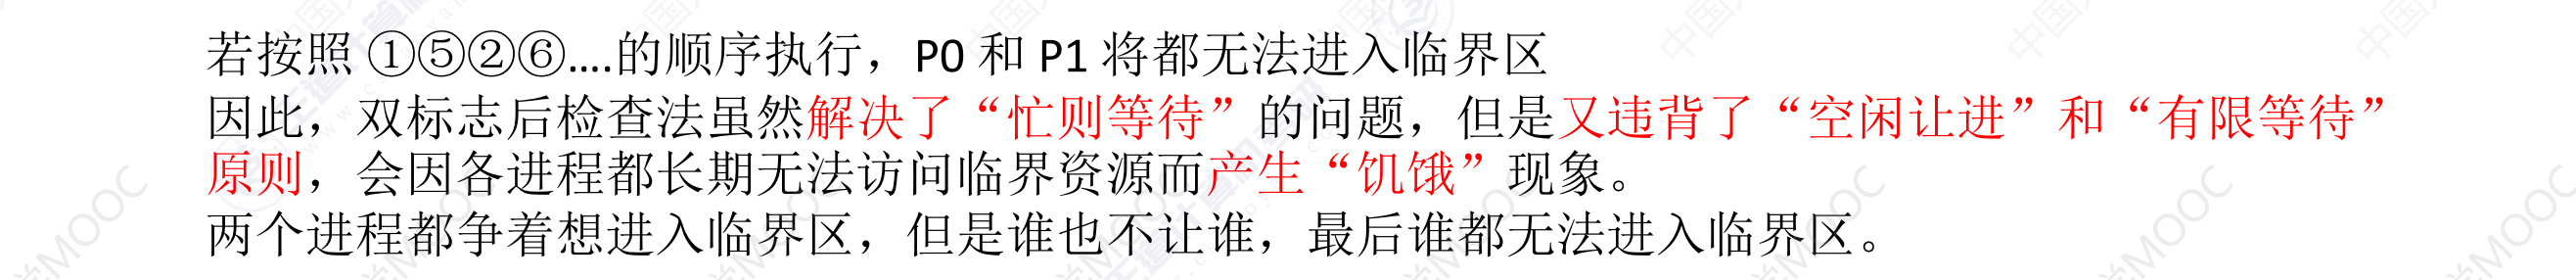 若按照 ①⑤②⑥....的顺序执行，P0 和 P1 将都无法进入临界区
因此，双标志后检查法虽然解决了“忙则等待”的问题，但是又违背了“空闲让进”和“有限等待”
原则，会因各进程都长期无法访问临界资源而产生“饥饿”现象。
两个进程都争着想进入临界区，但是谁也不让谁，最后谁都无法进入临界区。